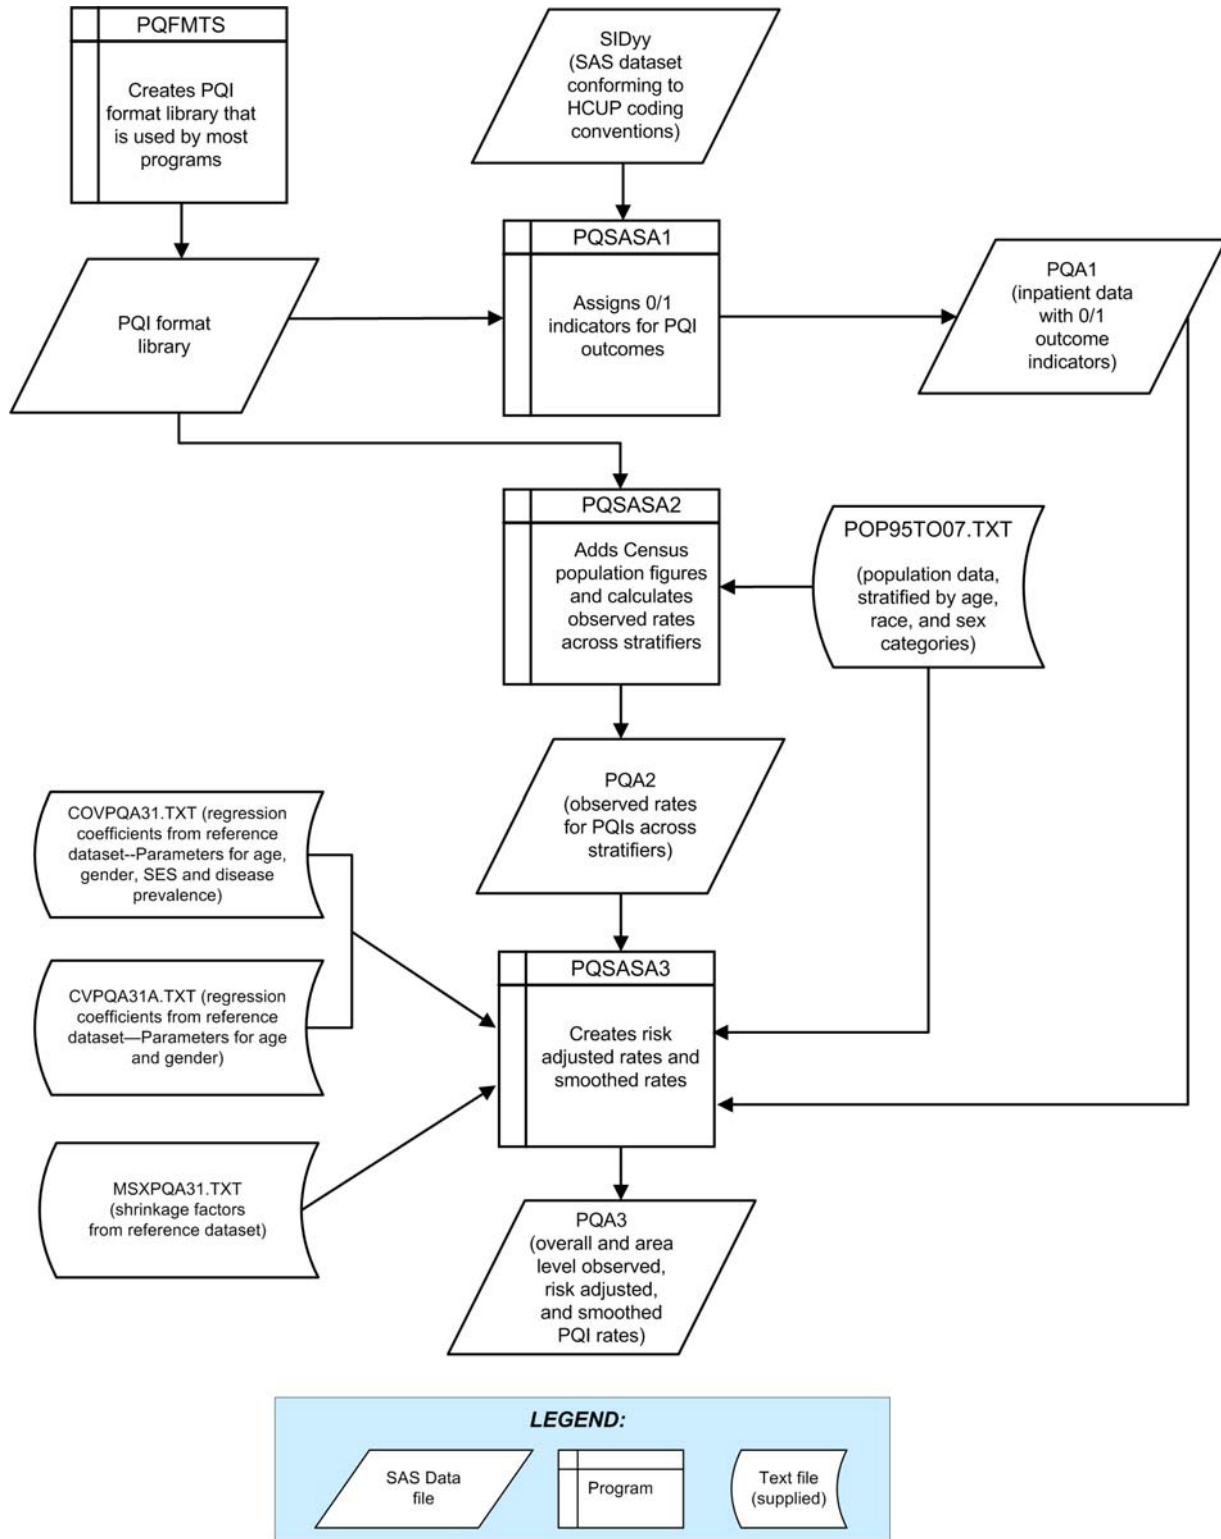 PQFMTS
Creates PQI
format library that
is used by most
programs
SIDyy
(SAS dataset
conforming to
HCUP coding
conventions)
PQI format
library
PQSASA1
Assigns 0/1
indicators for PQI
outcomes
PQA1
(inpatient data
with 0/1
outcome
indicators)
PQSASA2
Adds Census
population figures
and calculates
observed rates
across stratifiers
POP95TO07.TXT
(population data,
stratified by age,
race, and sex
categories)
PQA2
(observed rates
for PQIs across
stratifiers)
COVPQA31.TXT (regression
coefficients from reference
dataset--Parameters for age,
gender, SES and disease
prevalence)
CVPQA31A.TXT (regression
coefficients from reference
dataset—Parameters for age
and gender)
MSXPQA31.TXT
(shrinkage factors
from reference dataset)
PQSASA3
Creates risk
adjusted rates and
smoothed rates
PQA3
(overall and area
level observed,
risk adjusted,
and smoothed
PQI rates)
LEGEND:
SAS Data
file
Program
Text file
(supplied)